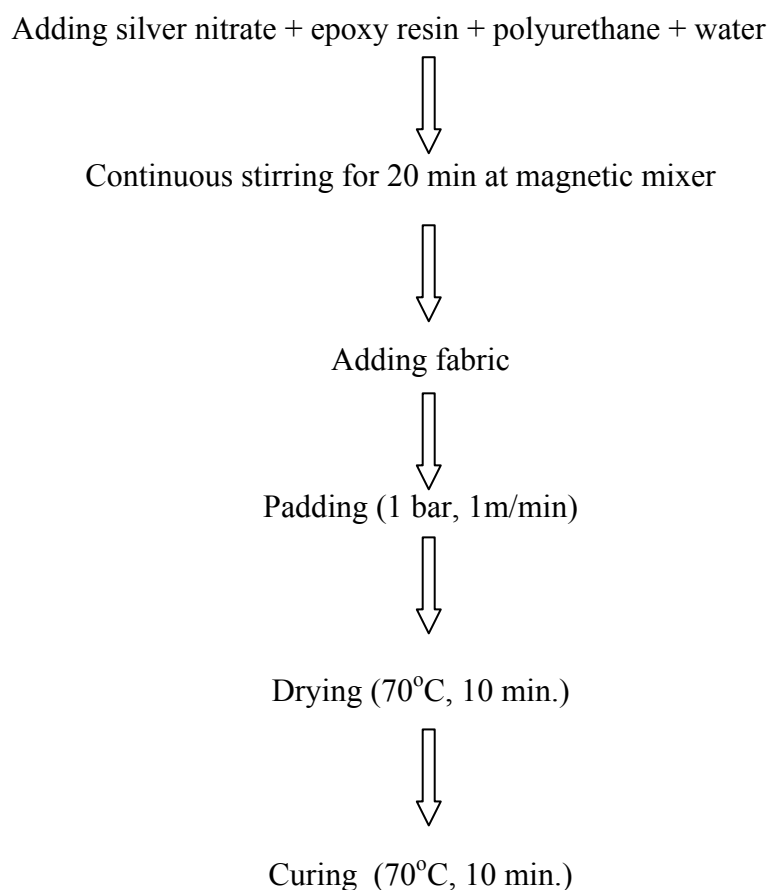 Adding silver nitrate + epoxy resin + polyurethane + water
Continuous stirring for 20 min at magnetic mixer
Adding fabric
Padding (1 bar, 1m/min)
Drying (70°C, 10 min.)
Curing (70°C, 10 min.)